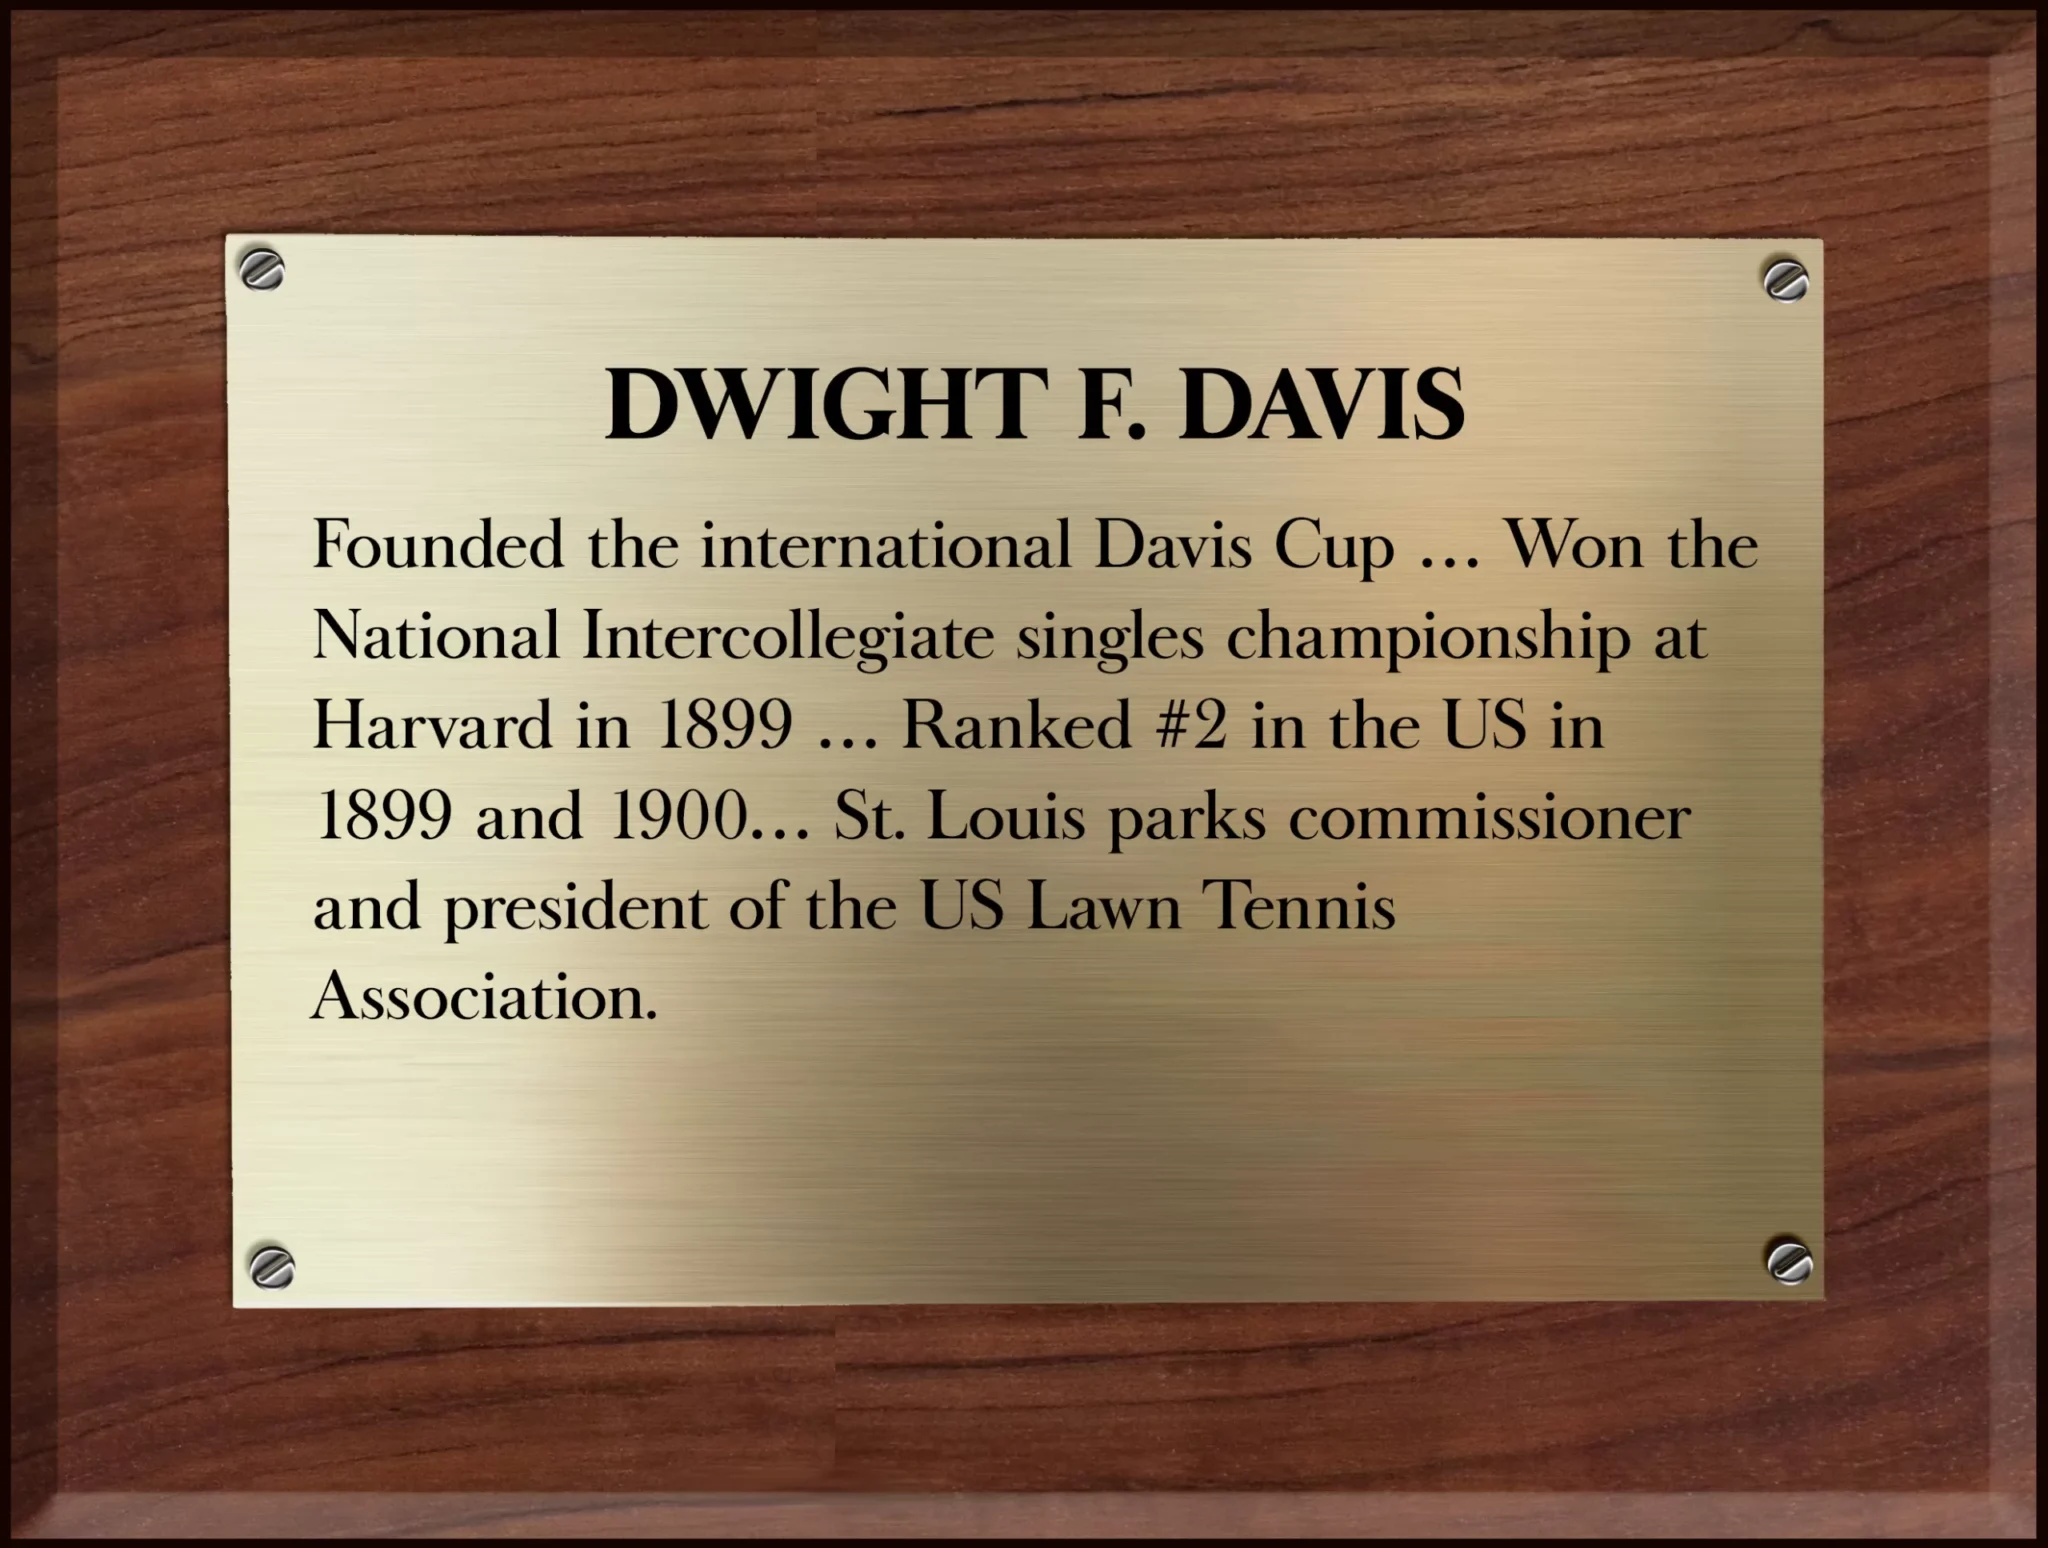 DWIGHT F. DAVIS
Founded the international Davis Cup … Won the
National Intercollegiate singles championship at
Harvard in 1899 … Ranked #2 in the US in
1899 and 1900… St. Louis parks commissioner
and president of the US Lawn Tennis
Association.